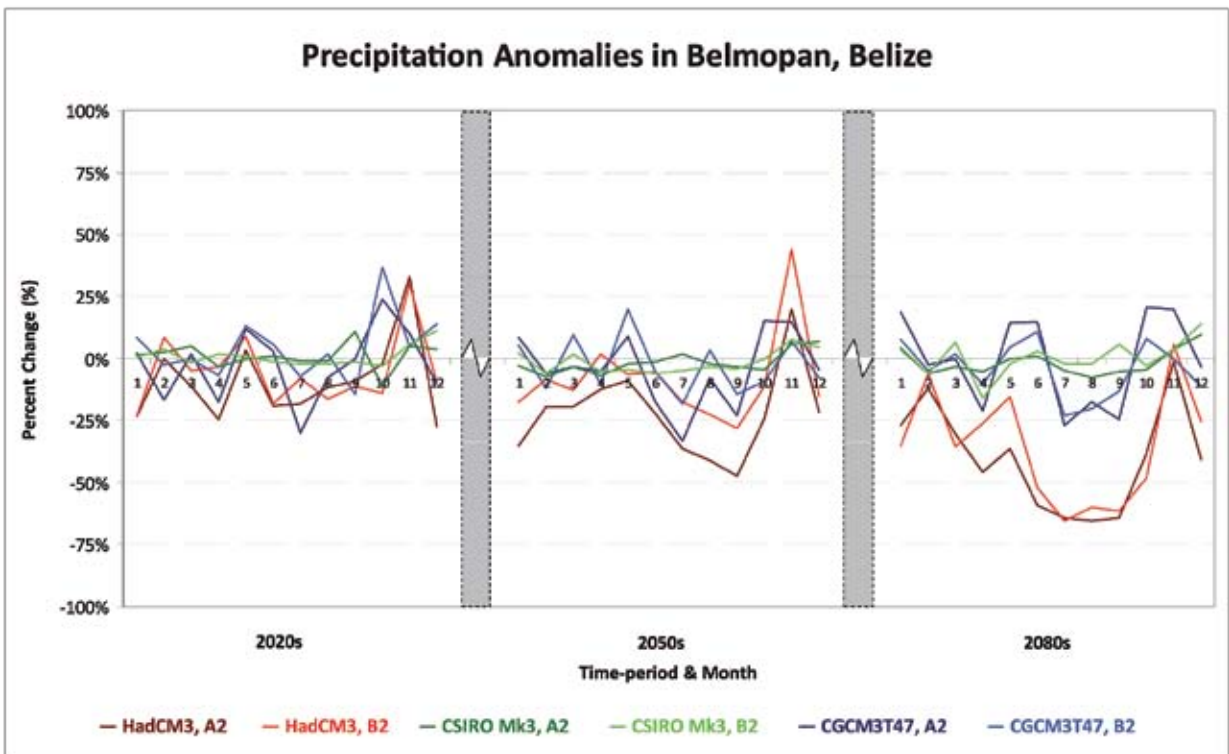 Precipitation Anomalies in Belmopan, Belize
100%
75%
50%
25%
0%
-25%
-50%
-75%
-100%
Percent Change (%)
1 2 3 4 5 6 7 8 9 10 11 12
1 2 3 4 5 6 7 8 9 10 11 12
1 2 3 4 5 6 7 8 9 10 11 12
2020s 2050s 2080s
Time-period & Month
HadCM3, A2 HadCM3, B2 CSIRO Mk3, A2 CSIRO Mk3, B2 CGCM3T47, A2 CGCM3T47, B2